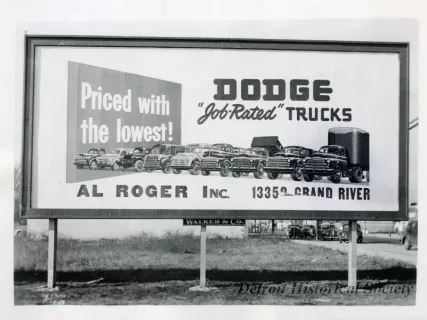 Priced with
the lowest!
DODGE
"Job-Rated" TRUCKS
AL ROGER INC. 13350 GRAND RIVER
WALKER & CO.
Detroit Historical Society